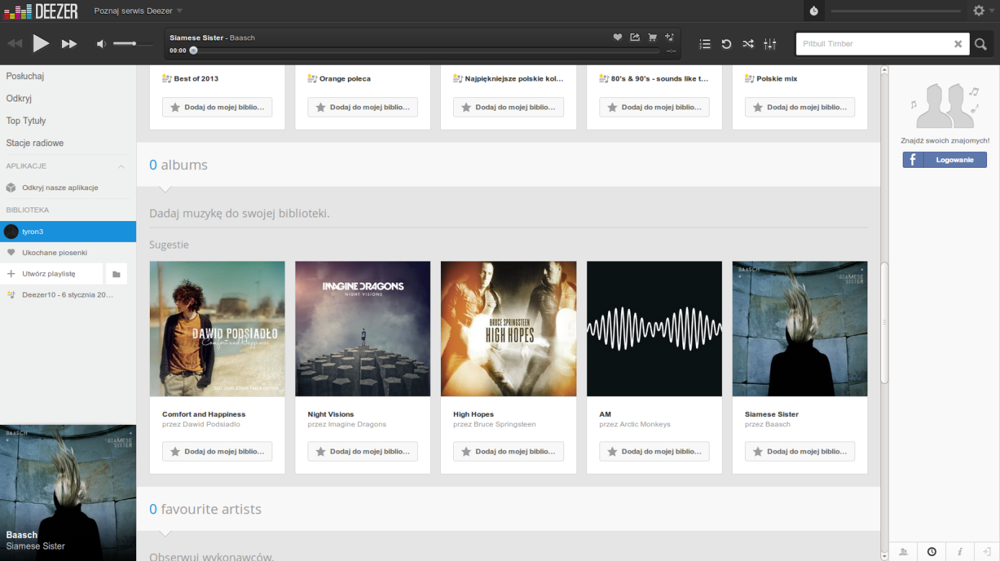 DEEZER
Poznaj serwis Deezer
Siamese Sister - Baasch
00:00
-:-
Pitbull Timber
Posłuchaj
Odkryj
Top Tytuły
Stacje radiowe
APLIKACJE
Odkryj nasze aplikacje
BIBLIOTEKA
tyron3
Ukochane piosenki
Utwórz playlistę
Deezer10 - 6 stycznia 20...
BAASCH
SIAMESE
SISTER
Baasch
Siamese Sister
Best of 2013
Orange poleca
Najpiękniejsze polskie kol...
80's & 90's - sounds like t...
Polskie mix
Dodaj do mojej biblio...
Dodaj do mojej biblio...
Dodaj do mojej biblio...
Dodaj do mojej biblio...
Dodaj do mojej biblio...
0 albums
Dadaj muzykę do swojej biblioteki.
Sugestie
DAWID PODSIADŁO
Comfort and Happiness
IMAGINE DRAGONS
NIGHT VISIONS
BRUCE SPRINGSTEEN
HIGH HOPES
BAASCH
SIAMESE
SISTER
Comfort and Happiness
przez Dawid Podsiadlo
Night Visions
przez Imagine Dragons
High Hopes
przez Bruce Springsteen
AM
przez Arctic Monkeys
Siamese Sister
przez Baasch
Dodaj do mojej biblio...
Dodaj do mojej biblio...
Dodaj do mojej biblio...
Dodaj do mojej biblio...
Dodaj do mojej biblio...
0 favourite artists
Obserwuj wykonawców.
Znajdź swoich znajomych!
f Logowanie